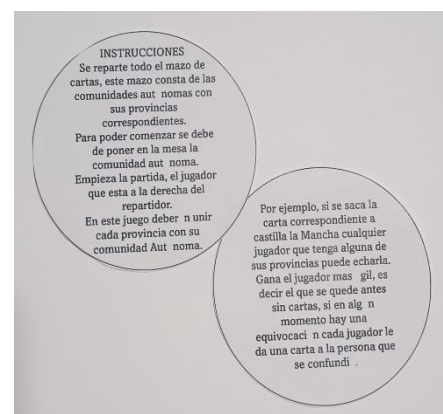 INSTRUCCIONES
Se reparte todo el mazo de
cartas, este mazo consta de las
comunidades aut nomas con
sus provincias
correspondientes.
Para poder comenzar se debe
de poner en la mesa la
comunidad aut noma.
Empieza la partida, el jugador
que esta a la derecha del
repartidor.
En este juego deber n unir
cada provincia con su
comunidad Aut noma.
Por ejemplo, si se saca la
carta correspondiente a
castilla la Mancha cualquier
jugador que tenga alguna de
sus provincias puede echarla.
Gana el jugador mas gil, es
decir el que se quede antes
sin cartas, si en alg n
momento hay una
equivocaci n cada jugador le
da una carta a la persona que
se confundi .